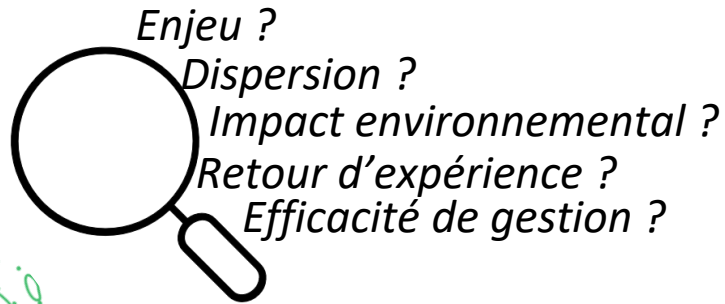 Enjeu ?
Dispersion ?
Impact environnemental ?
Retour d’expérience ?
Efficacité de gestion ?